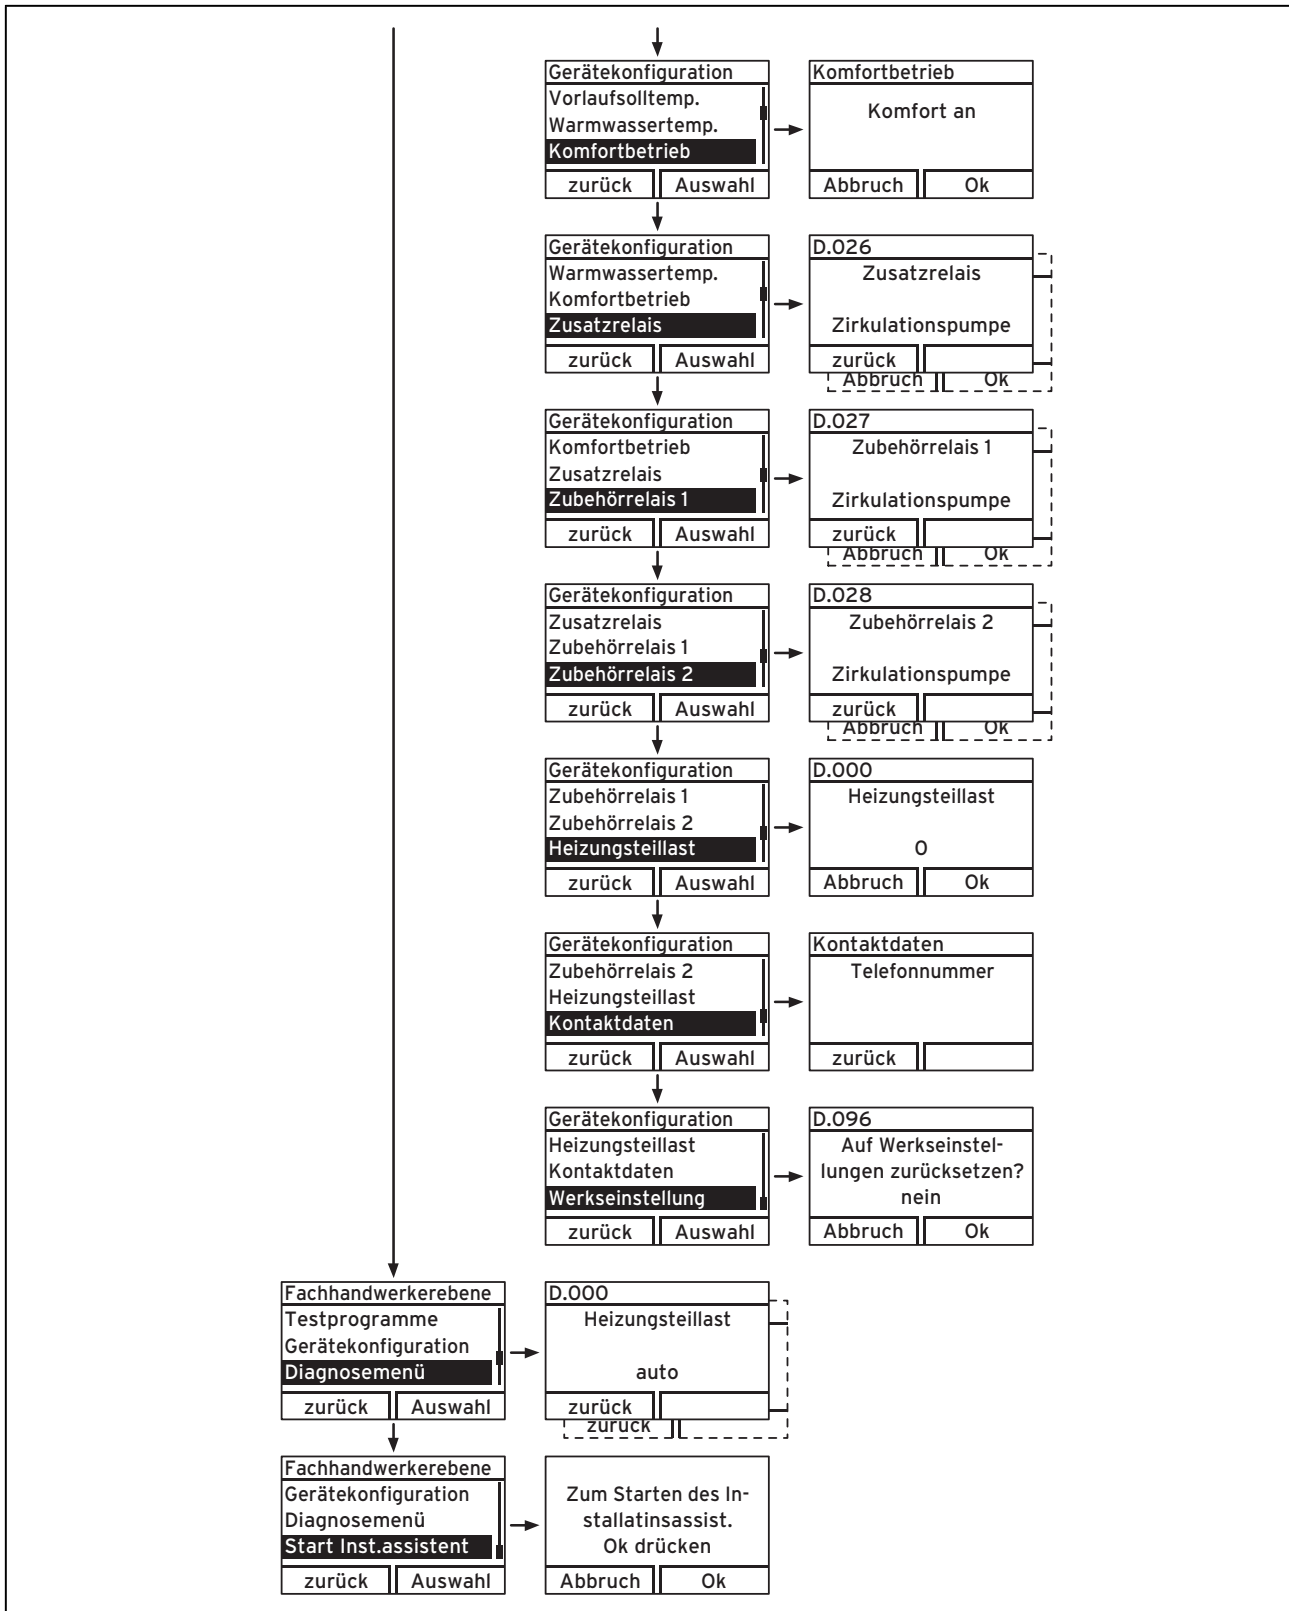 Gerätekonfiguration
Vorlaufsolltemp.
Warmwassertemp.
Komfortbetrieb
zurück Auswahl
Komfortbetrieb
Komfort an
Abbruch Ok
Gerätekonfiguration
Warmwassertemp.
Komfortbetrieb
Zusatzrelais
zurück Auswahl
D.026
Zusatzrelais
Zirkulationspumpe
zurück
Abbruch Ok
Gerätekonfiguration
Komfortbetrieb
Zusatzrelais
Zubehörrelais 1
zurück Auswahl
D.027
Zubehörrelais 1
Zirkulationspumpe
zurück
Abbruch Ok
Gerätekonfiguration
Zusatzrelais
Zubehörrelais 1
Zubehörrelais 2
zurück Auswahl
D.028
Zubehörrelais 2
Zirkulationspumpe
zurück
Abbruch Ok
Gerätekonfiguration
Zubehörrelais 1
Zubehörrelais 2
Heizungsteillast
zurück Auswahl
D.000
Heizungsteillast
0
Abbruch Ok
Gerätekonfiguration
Zubehörrelais 2
Heizungsteillast
Kontaktdaten
zurück Auswahl
Kontaktdaten
Telefonnummer
zurück
Gerätekonfiguration
Heizungsteillast
Kontaktdaten
Werkseinstellung
zurück Auswahl
D.096
Auf Werkseinstel-
lungen zurücksetzen?
nein
Abbruch Ok
Fachhandwerkerebene
Testprogramme
Gerätekonfiguration
Diagnosemenü
zurück Auswahl
D.000
Heizungsteillast
auto
zurück
zurück
Fachhandwerkerebene
Gerätekonfiguration
Diagnosemenü
Start Inst.assistent
zurück Auswahl
Zum Starten des In-
stallatinsassist.
Ok drücken
Abbruch Ok